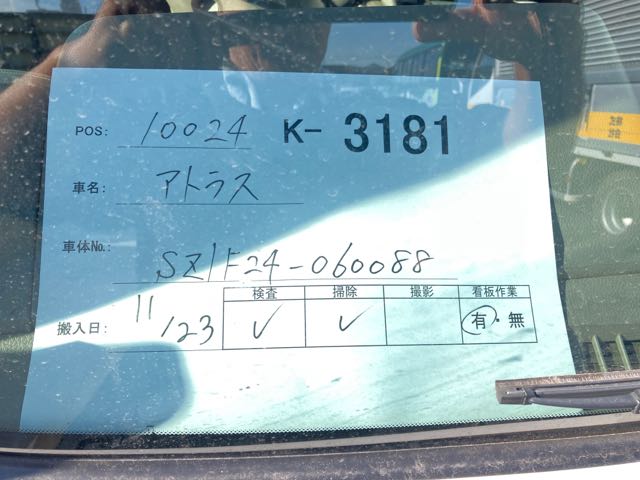 POS: 10024 K- 3181
車名: アトラス
車体No.: SZ1F24-060088
検査 掃除 撮影 看板作業
搬入日: 11/23 ✓ ✓ 有・無